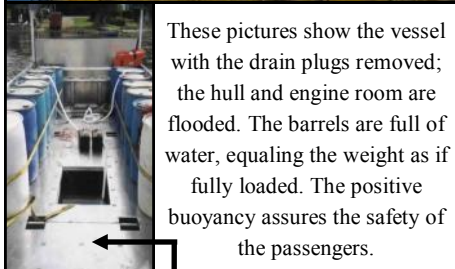 These pictures show the vessel
with the drain plugs removed;
the hull and engine room are
flooded. The barrels are full of
water, equaling the weight as if
fully loaded. The positive
buoyancy assures the safety of
the passengers.